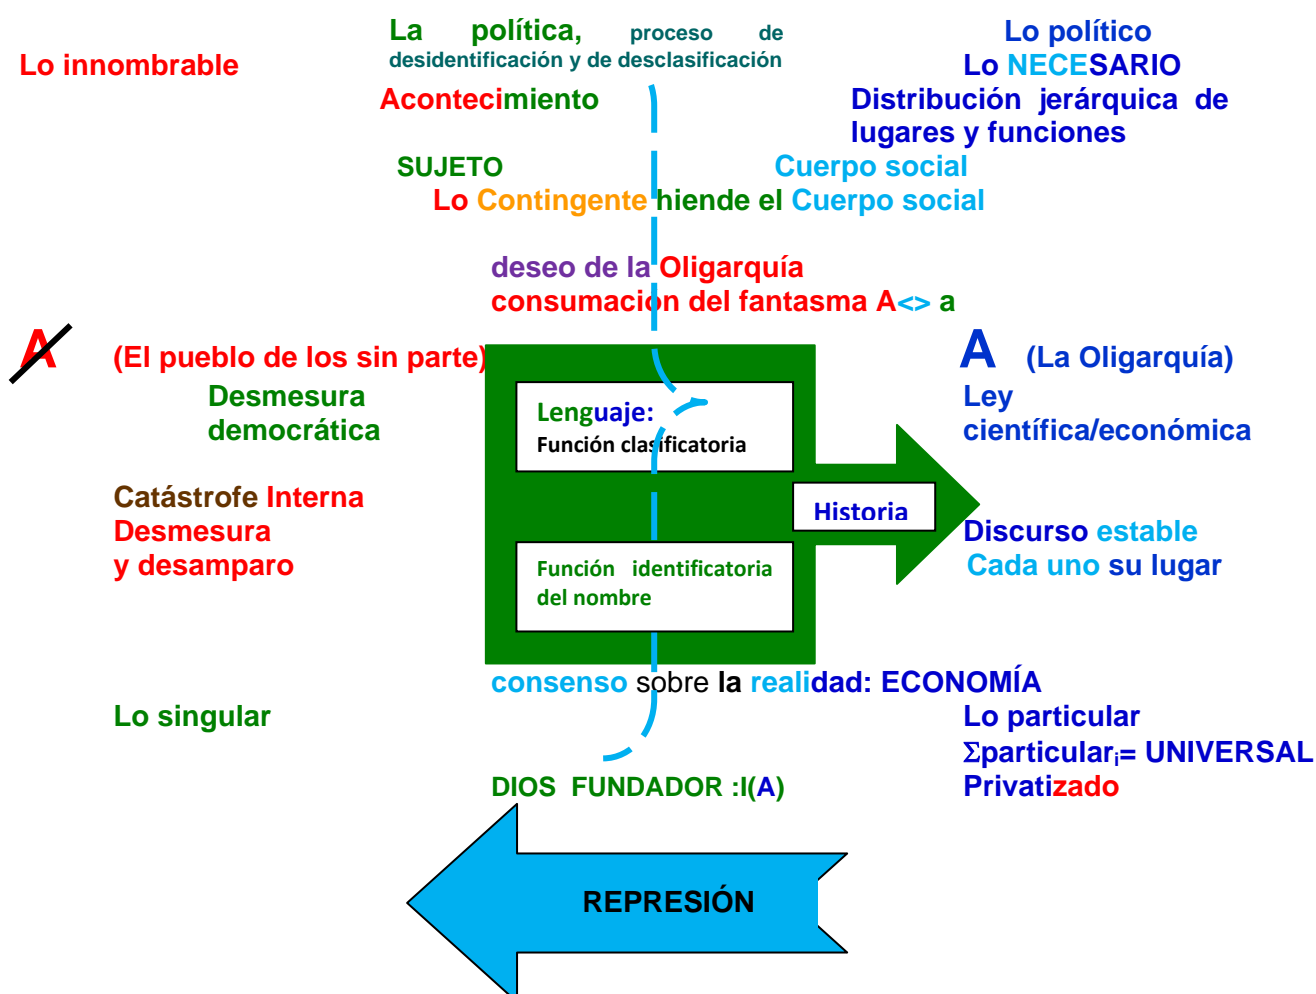 La política, proceso de
desidentificación y de desclasificación
Lo político
Lo innombrable
Lo NECESARIO
Acontecimiento
Distribución jerárquica de
lugares y funciones
SUJETO
Cuerpo social
Lo Contingente hiende el Cuerpo social
deseo de la Oligarquía
consumación del fantasma A<> a
A (El pueblo de los sin parte)
A (La Oligarquía)
Desmesura
democrática
Lenguaje:
Función clasificatoria
Ley
científica/económica
Catástrofe Interna
Desmesura
y desamparo
Historia
Discurso estable
Cada uno su lugar
Función identificatoria
del nombre
consenso sobre la realidad: ECONOMÍA
Lo singular
Lo particular
Σparticularᵢ= UNIVERSAL
Privatizado
DIOS FUNDADOR :I(A)
REPRESIÓN